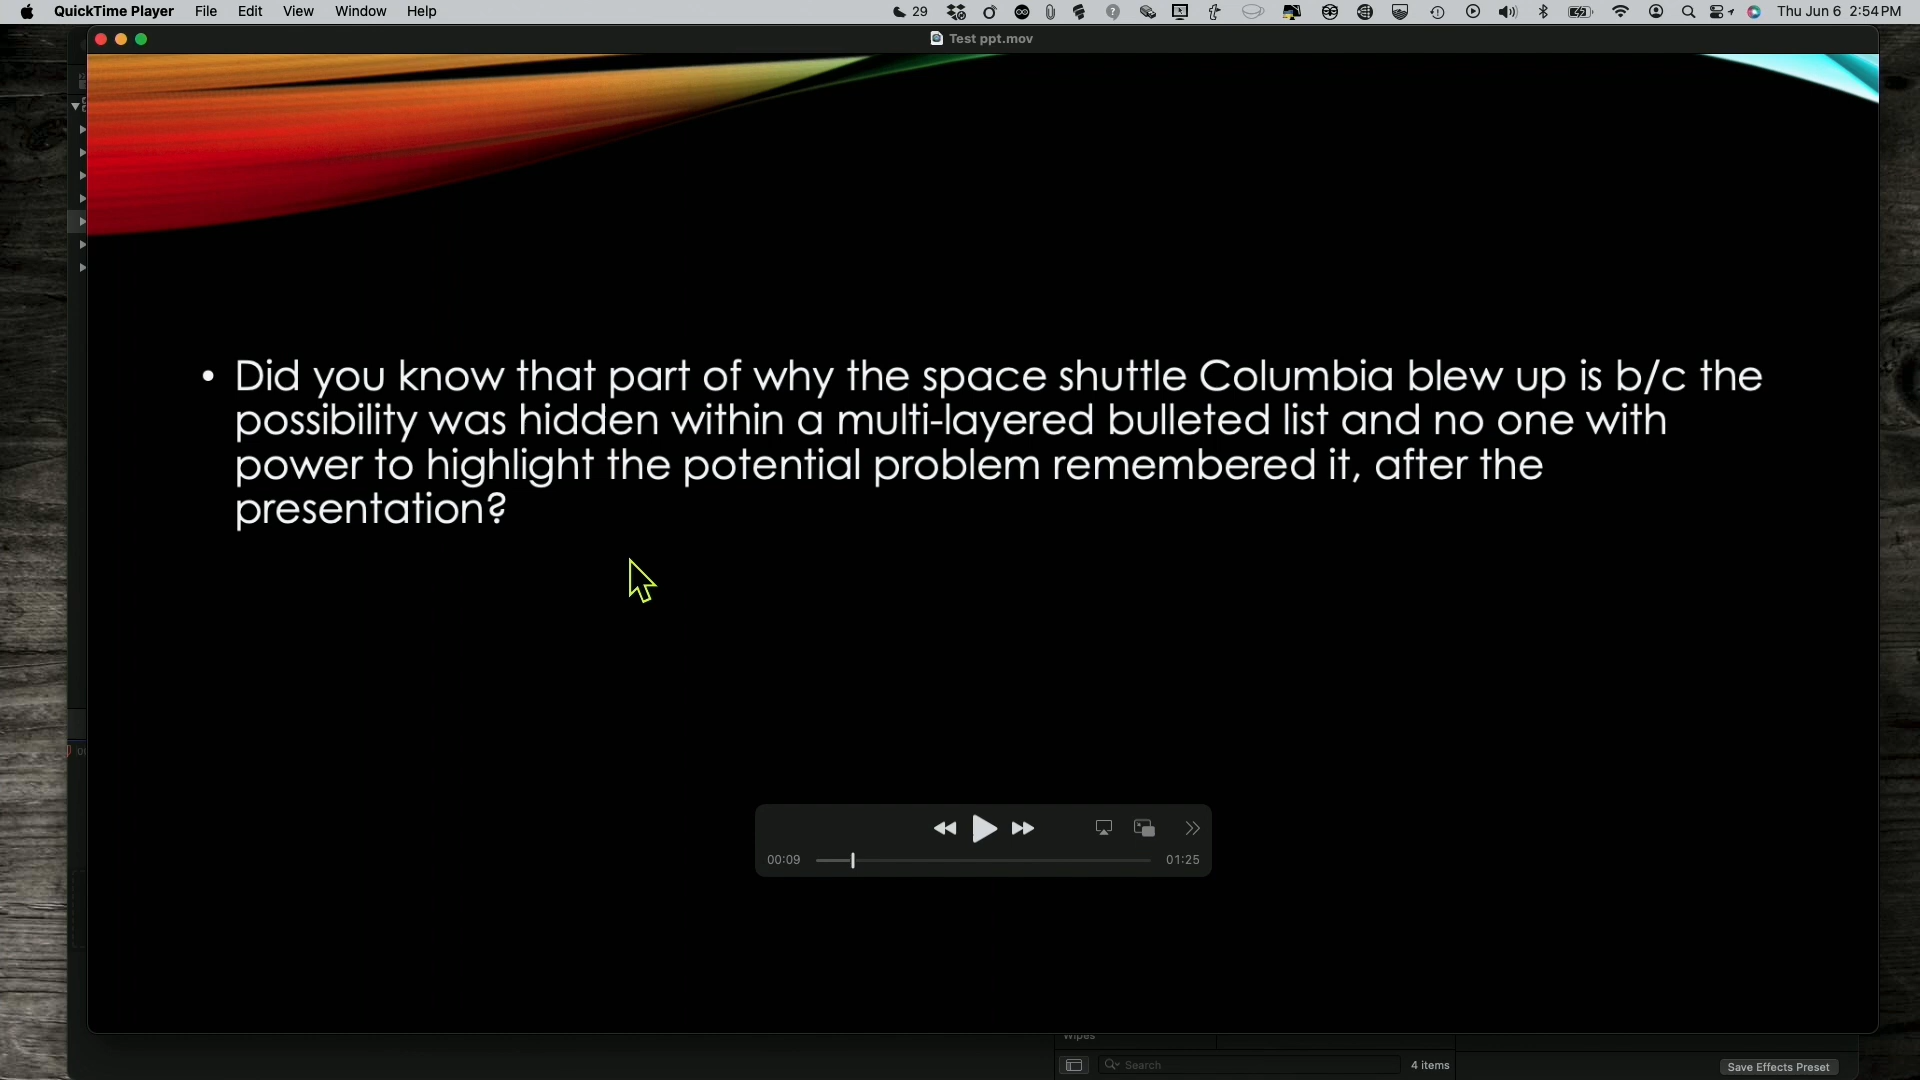 QuickTime Player File Edit View Window Help 29 Thu Jun 6 2:54 PM
Test ppt.mov
• Did you know that part of why the space shuttle Columbia blew up is b/c the
possibility was hidden within a multi-layered bulleted list and no one with
power to highlight the potential problem remembered it, after the
presentation?
00:09 01:25
Wipes
Search 4 items Save Effects Preset